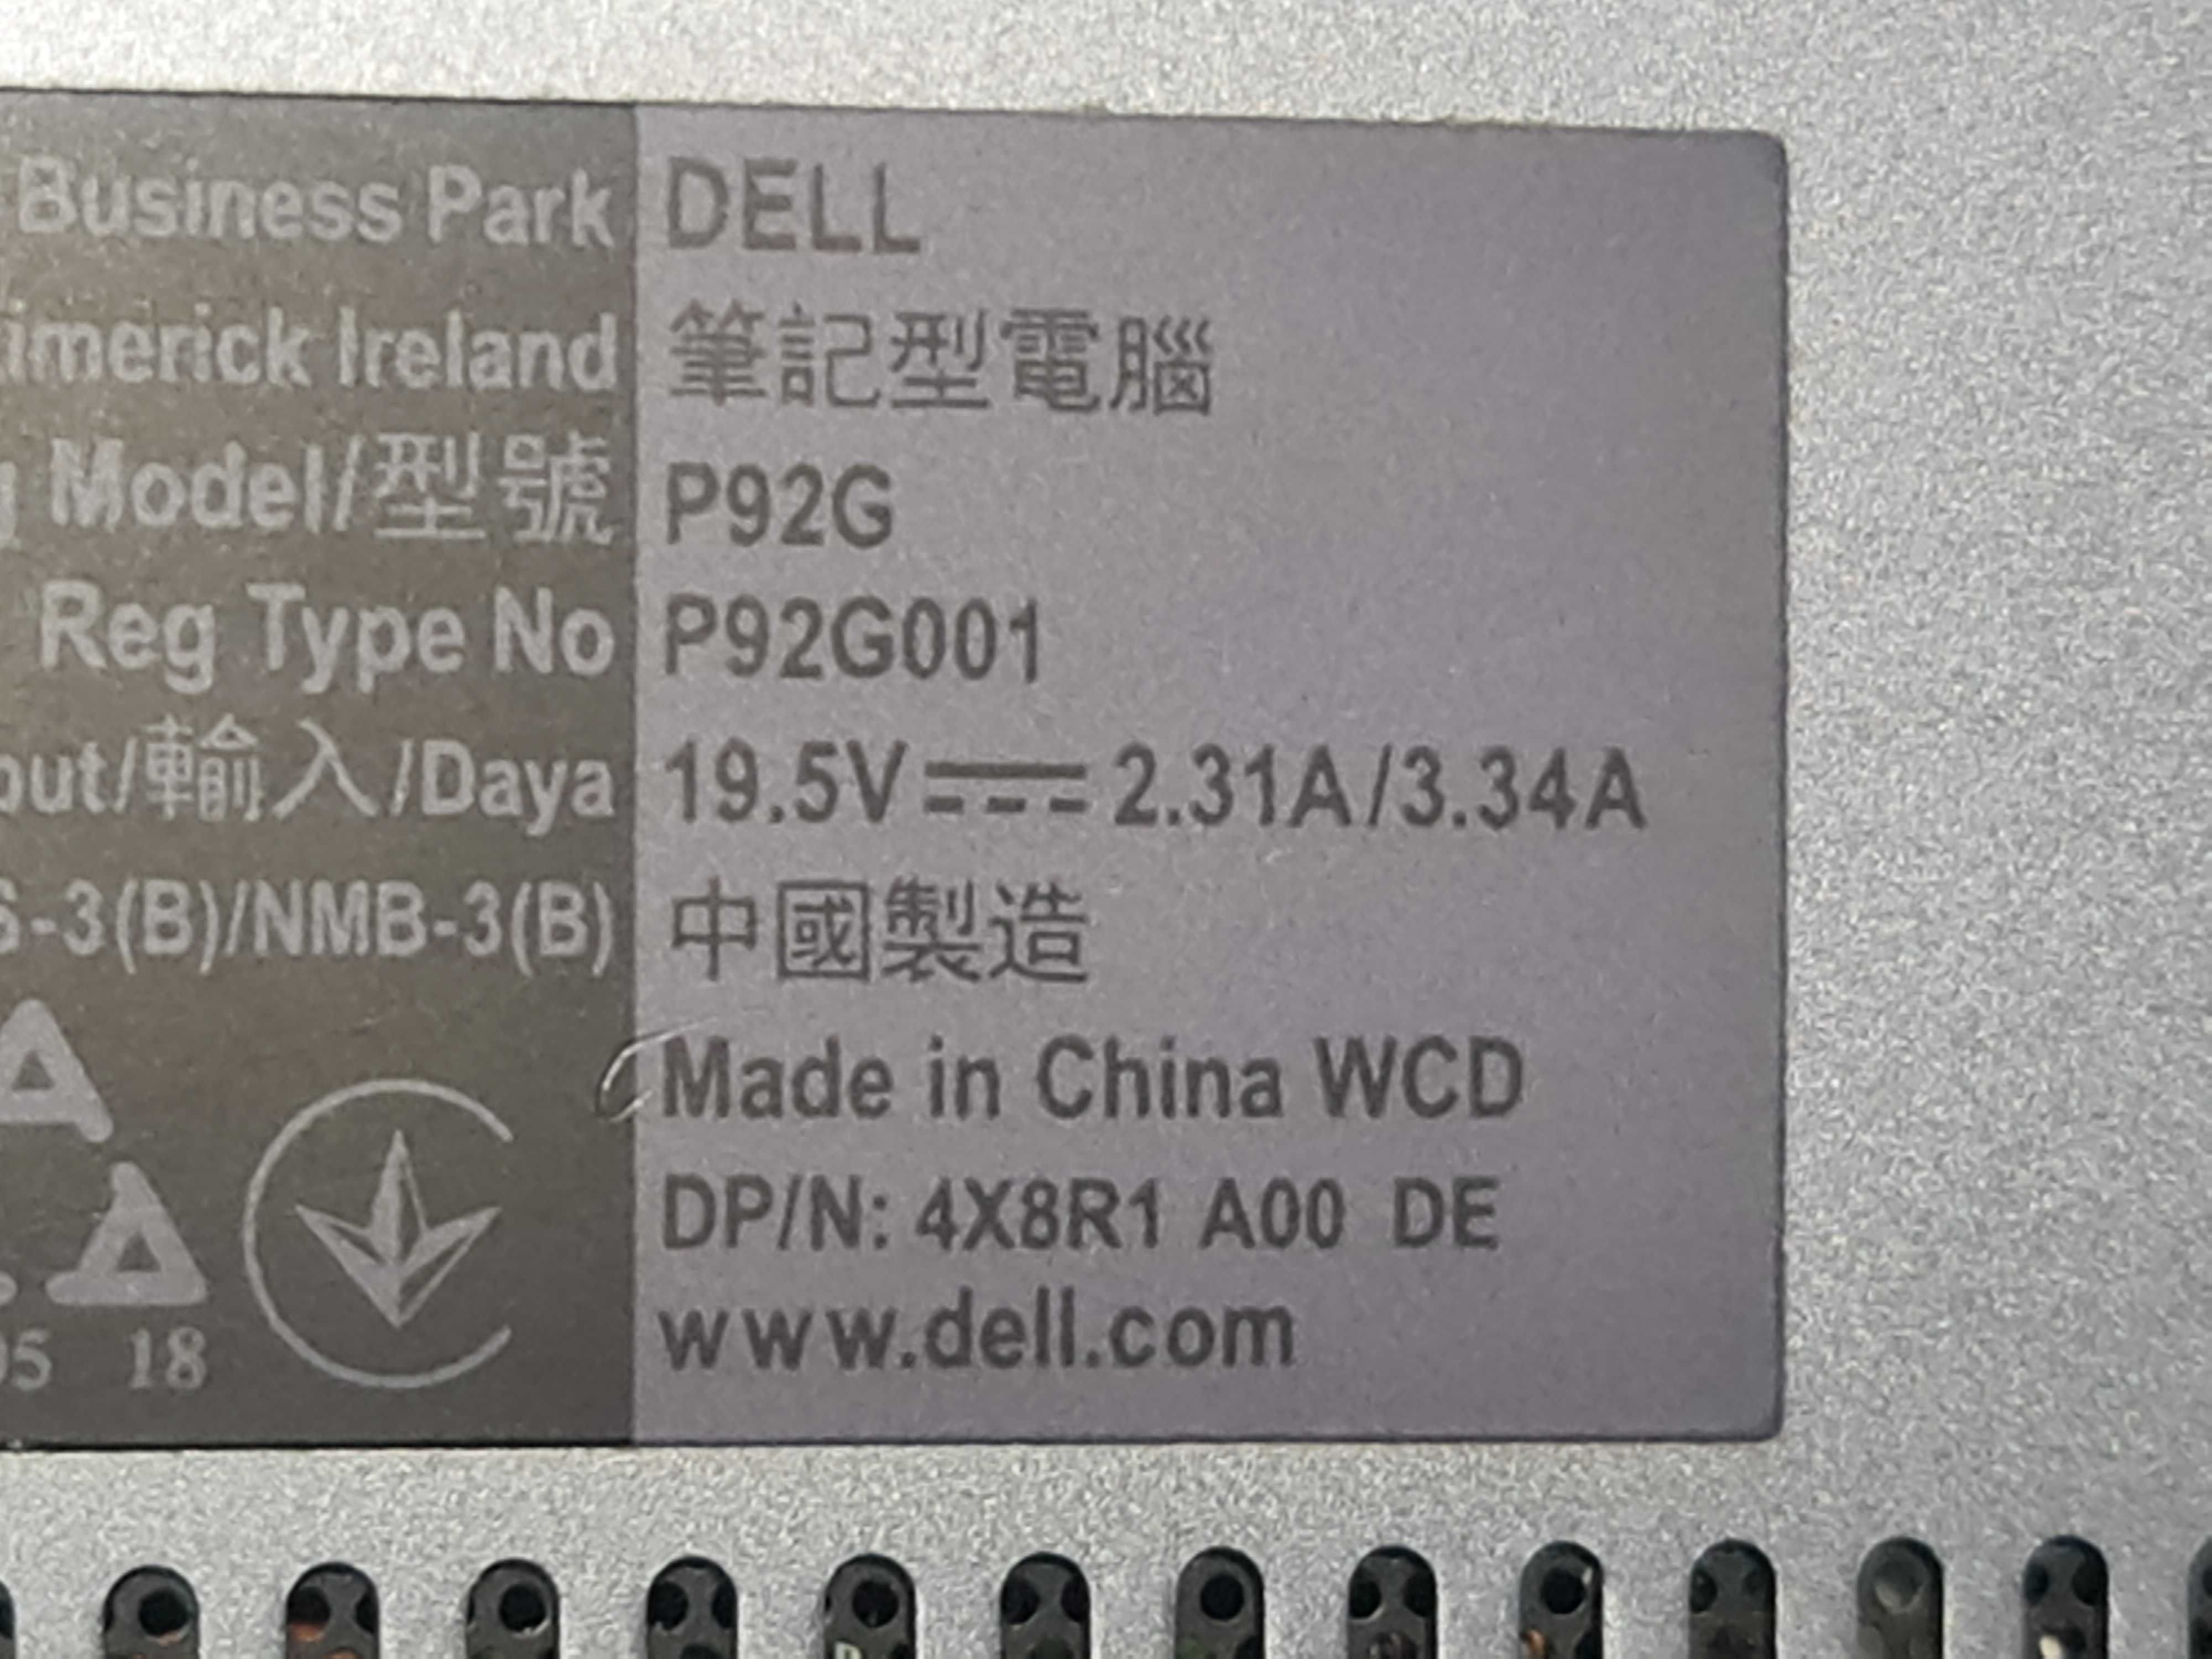 Business Park DELL
imerick Ireland 筆記型電腦
Model/型號 P92G
Reg Type No P92G001
put/輸入/Daya 19.5V 2.31A/3.34A
-3(B)/NMB-3(B) 中國製造
Made in China WCD
DP/N: 4X8R1 A00 DE
05 18 www.dell.com